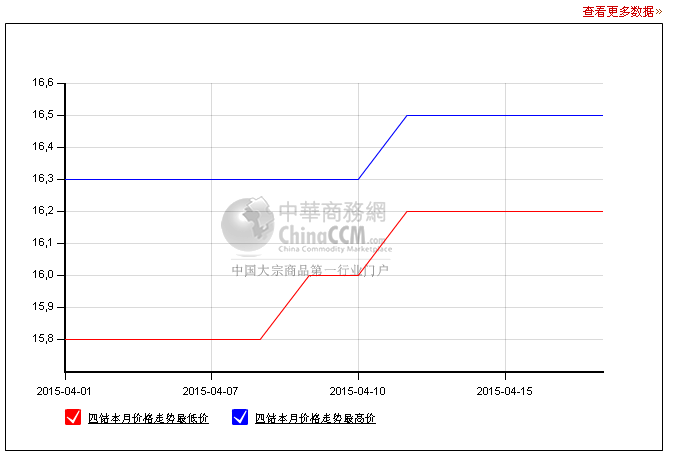 查看更多数据»
16,6
16,5
16,4
16,3
16,2
16,1
16,0
15,9
15,8
中華商務網
ChinaCCM.com
China Commodity Marketplace
中国大宗商品第一行业门户
2015-04-01 2015-04-07 2015-04-10 2015-04-15
四钴本月价格走势最低价 四钴本月价格走势最高价